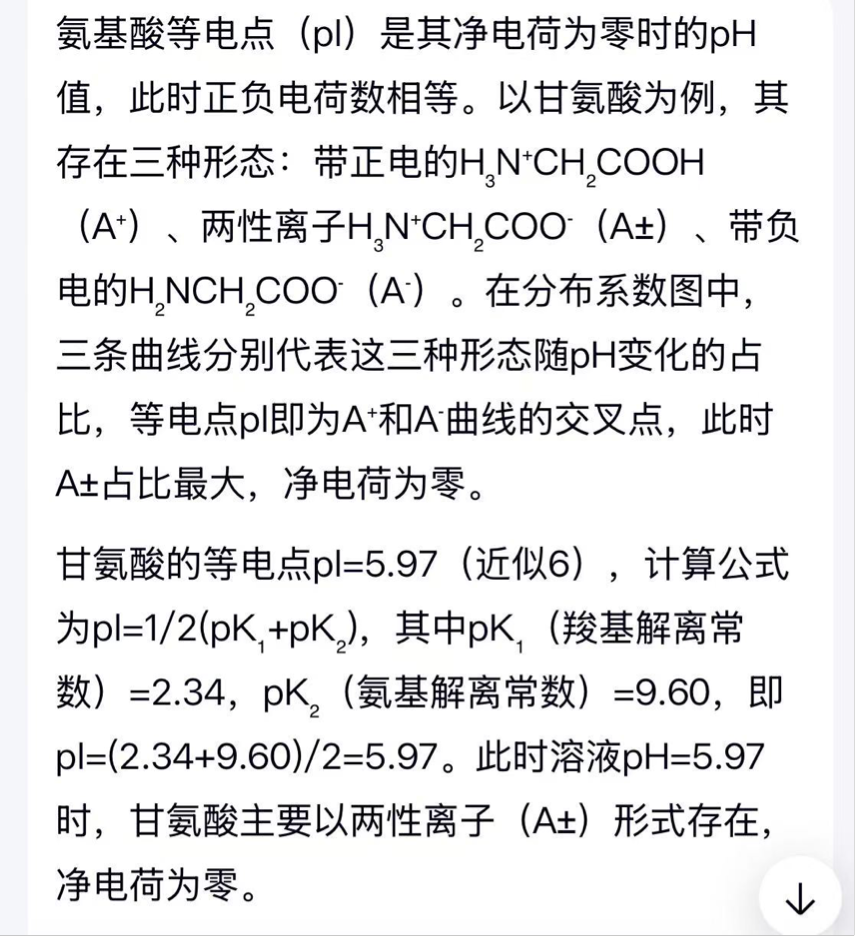 氨基酸等电点（pI）是其净电荷为零时的pH
值，此时正负电荷数相等。以甘氨酸为例，其
存在三种形态：带正电的H₃N⁺CH₂COOH
（A⁺）、两性离子H₃N⁺CH₂COO⁻（A±）、带负
电的H₂NCH₂COO⁻（A⁻）。在分布系数图中，
三条曲线分别代表这三种形态随pH变化的占
比，等电点pI即为A⁺和A⁻曲线的交叉点，此时
A±占比最大，净电荷为零。
甘氨酸的等电点pI=5.97（近似6），计算公式
为pI=1/2(pK₁+pK₂)，其中pK₁（羧基解离常
数）=2.34，pK₂（氨基解离常数）=9.60，即
pI=(2.34+9.60)/2=5.97。此时溶液pH=5.97
时，甘氨酸主要以两性离子（A±）形式存在，
净电荷为零。